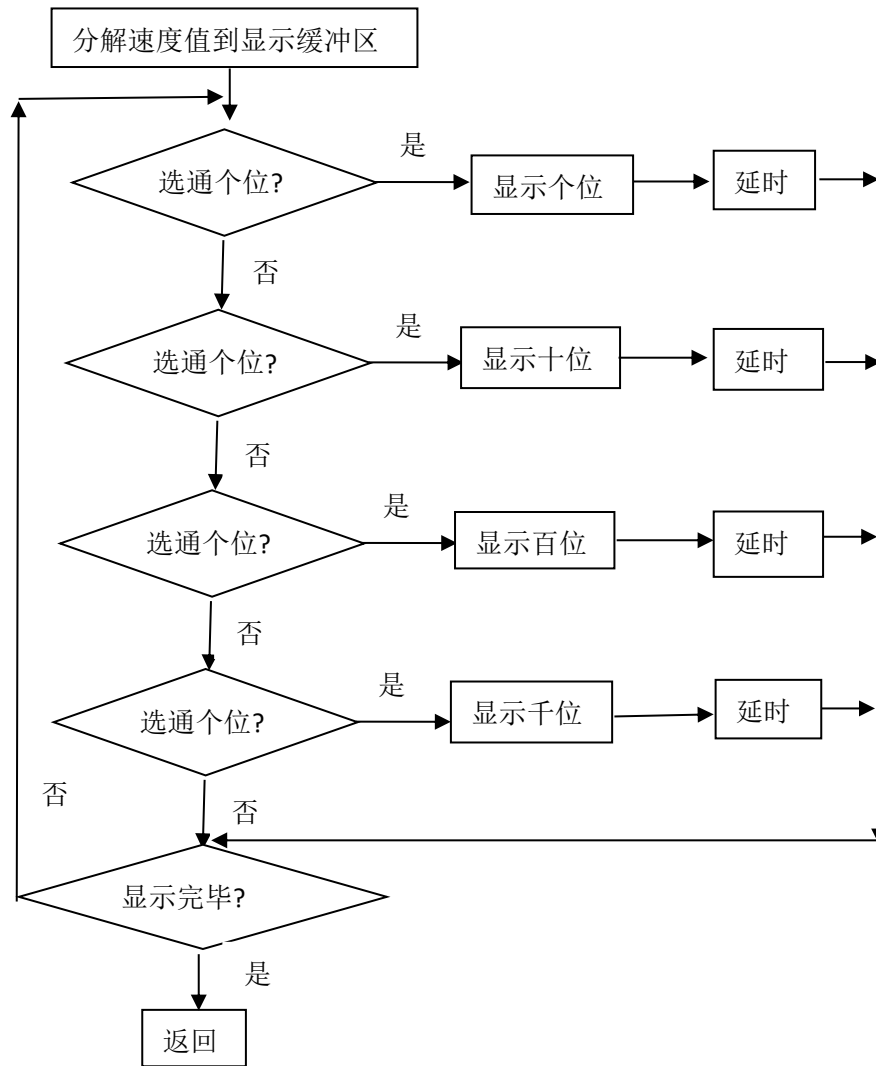 分解速度值到显示缓冲区
是
选通个位?
显示个位
延时
否
是
选通个位?
显示十位
延时
否
是
选通个位?
显示百位
延时
否
是
选通个位?
显示千位
延时
否
否
显示完毕?
是
返回